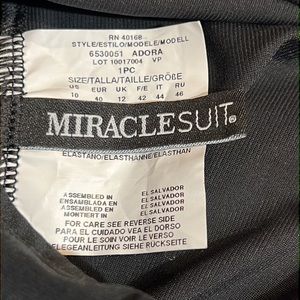 RN 40168
STYLE/ESTILO/MODELE/MODELL
6530051 ADORA
LOT 10017004 VP
1PC
SIZE/TALLA/TAILLE/GRÖßE
US EUR UK F/E IT RU
10 40 12 42 44 46
MIRACLESUIT®
ELASTANO/ELASTHANNE/ELASTHAN
ASSEMBLED IN EL SALVADOR
ENSAMBLADA EN EL SALVADOR
ASSEMBLE EN EL SALVADOR
MONTIERT IN EL SALVADOR
FOR CARE SEE REVERSE SIDE
PARA EL CUIDADO VEA EL DORSO
POUR LE SOIN VOIR LE VERSO
PFLEGEANLEITUNG SIEHE RÜCKSEITE